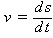 v = ds/dt